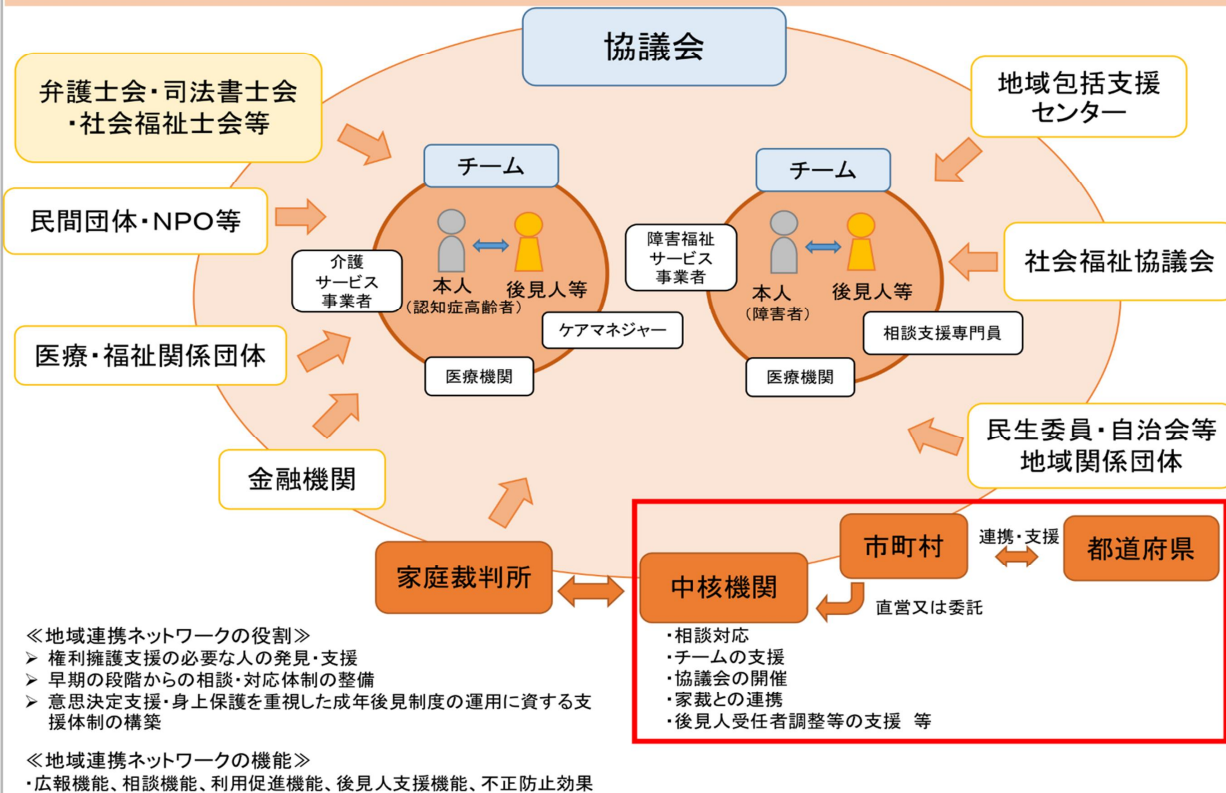 協議会
弁護士会・司法書士会
・社会福祉士会等
地域包括支援
センター
チーム
チーム
民間団体・NPO等
介護
サービス
事業者
本人
(認知症高齢者)
後見人等
障害福祉
サービス
事業者
本人
(障害者)
後見人等
社会福祉協議会
ケアマネジャー
相談支援専門員
医療・福祉関係団体
医療機関
医療機関
民生委員・自治会等
地域関係団体
金融機関
家庭裁判所
中核機関
市町村
連携・支援
都道府県
直営又は委託
・相談対応
・チームの支援
・協議会の開催
・家裁との連携
・後見人受任者調整等の支援 等
≪地域連携ネットワークの役割≫
➢ 権利擁護支援の必要な人の発見・支援
➢ 早期の段階からの相談・対応体制の整備
➢ 意思決定支援・身上保護を重視した成年後見制度の運用に資する支
援体制の構築
≪地域連携ネットワークの機能≫
・広報機能、相談機能、利用促進機能、後見人支援機能、不正防止効果